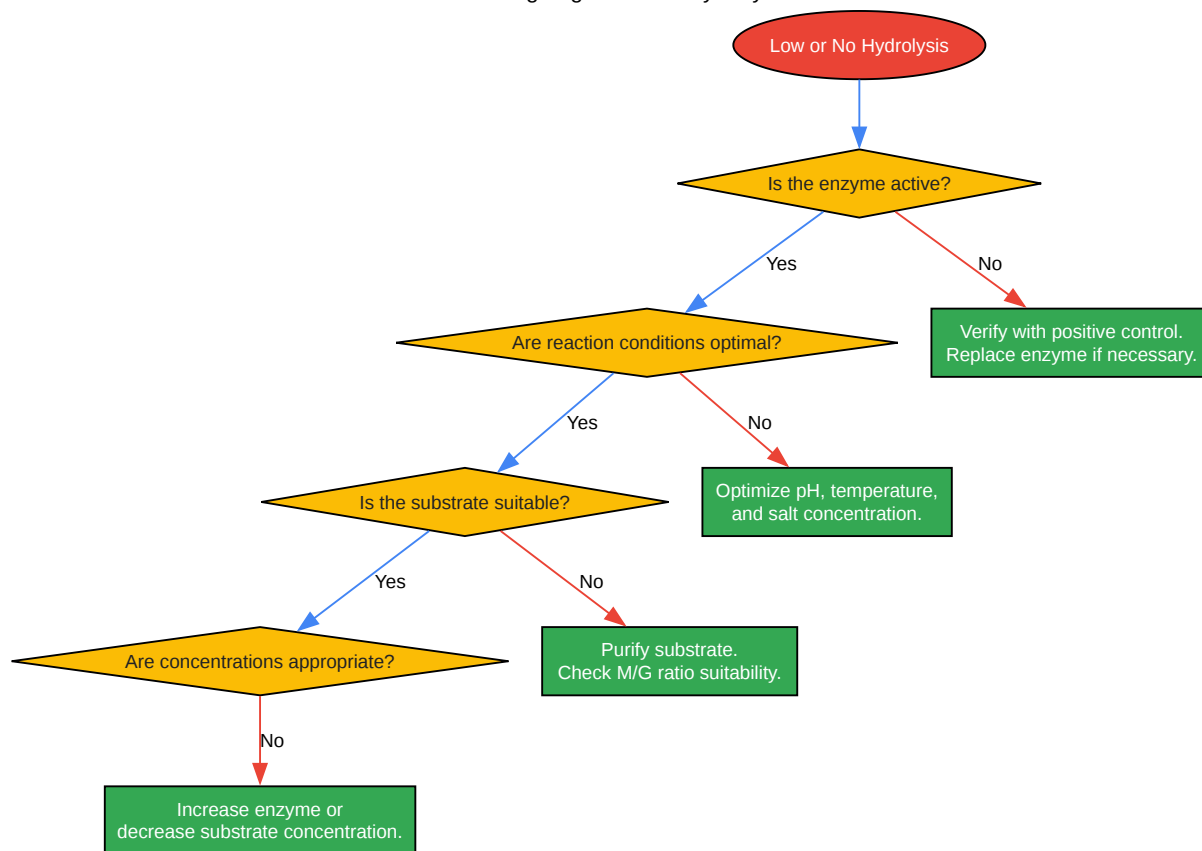 Low or No Hydrolysis
Is the enzyme active?
Yes
No
Verify with positive control.
Replace enzyme if necessary.
Are reaction conditions optimal?
Yes
No
Optimize pH, temperature,
and salt concentration.
Is the substrate suitable?
Yes
No
Purify substrate.
Check M/G ratio suitability.
Are concentrations appropriate?
No
Increase enzyme or
decrease substrate concentration.